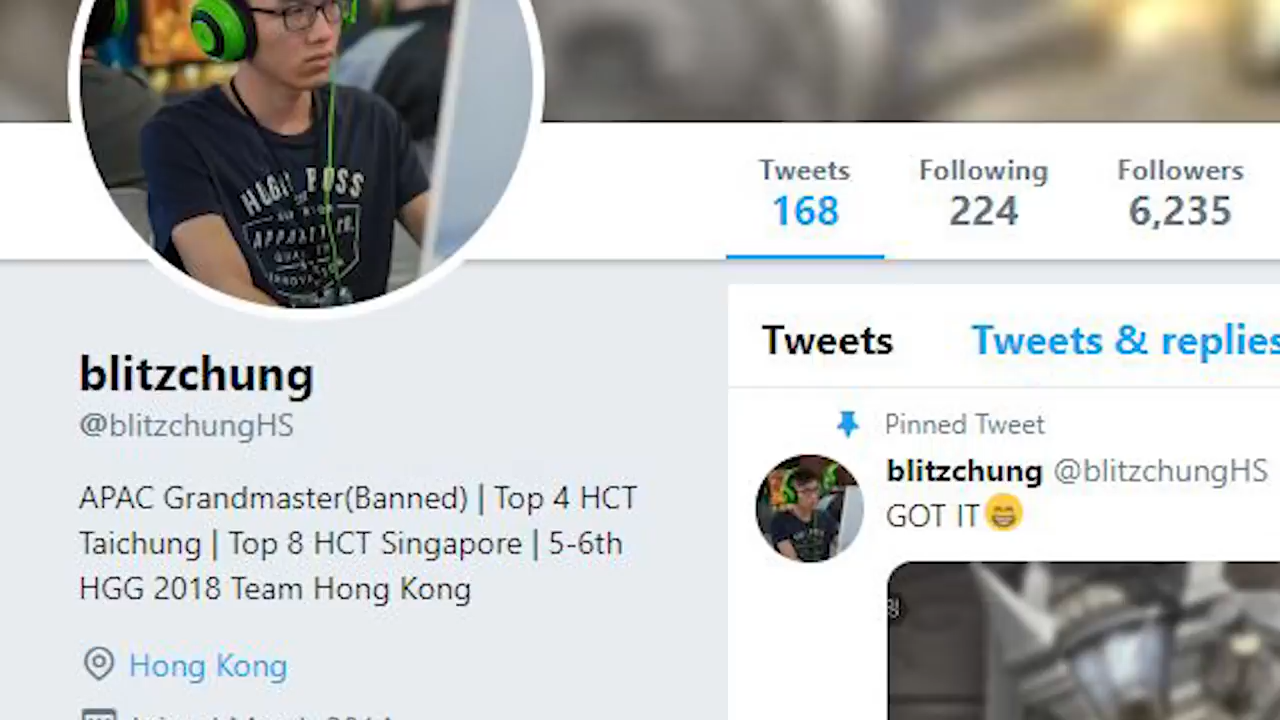 Tweets
168
Following
224
Followers
6,235
blitzchung
@blitzchungHS
APAC Grandmaster(Banned) | Top 4 HCT
Taichung | Top 8 HCT Singapore | 5-6th
HGG 2018 Team Hong Kong
Hong Kong
Tweets
Tweets & replies
Pinned Tweet
blitzchung @blitzchungHS
GOT IT😁